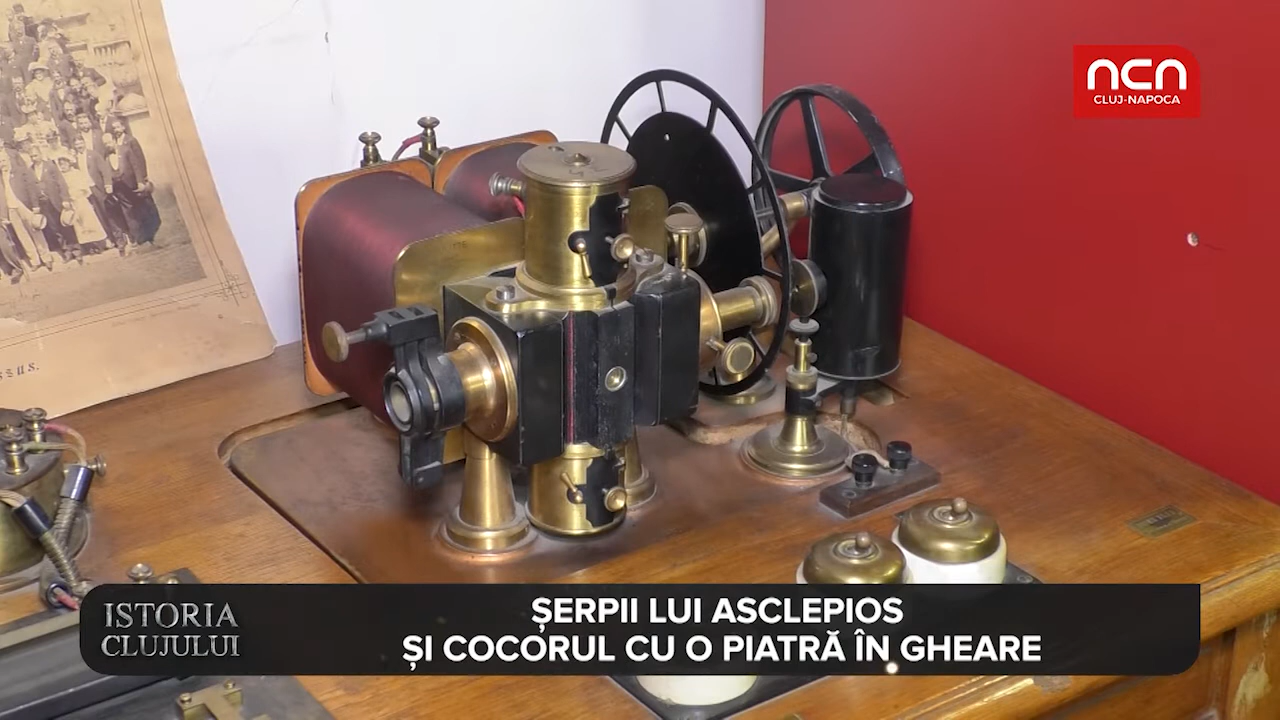 ncn
CLUJ-NAPOCA
ISTORIA
CLUJULUI
ȘERPII LUI ASCLEPIOS
ȘI COCORUL CU O PIATRĂ ÎN GHEARE